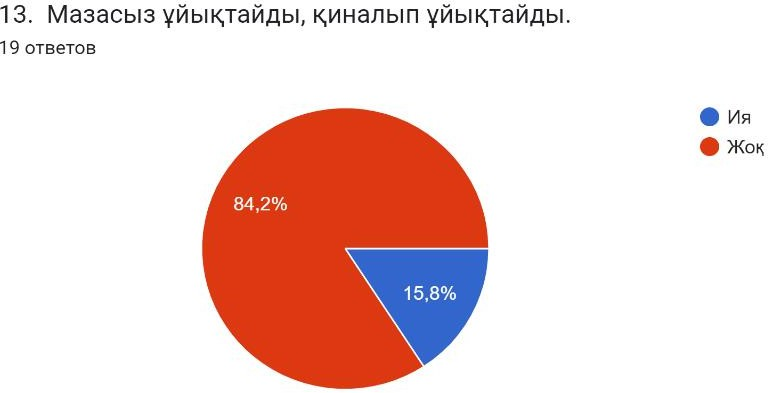 13. Мазасыз ұйықтайды, қиналып ұйықтайды.
19 ответов
Ия
Жоқ
84,2%
15,8%